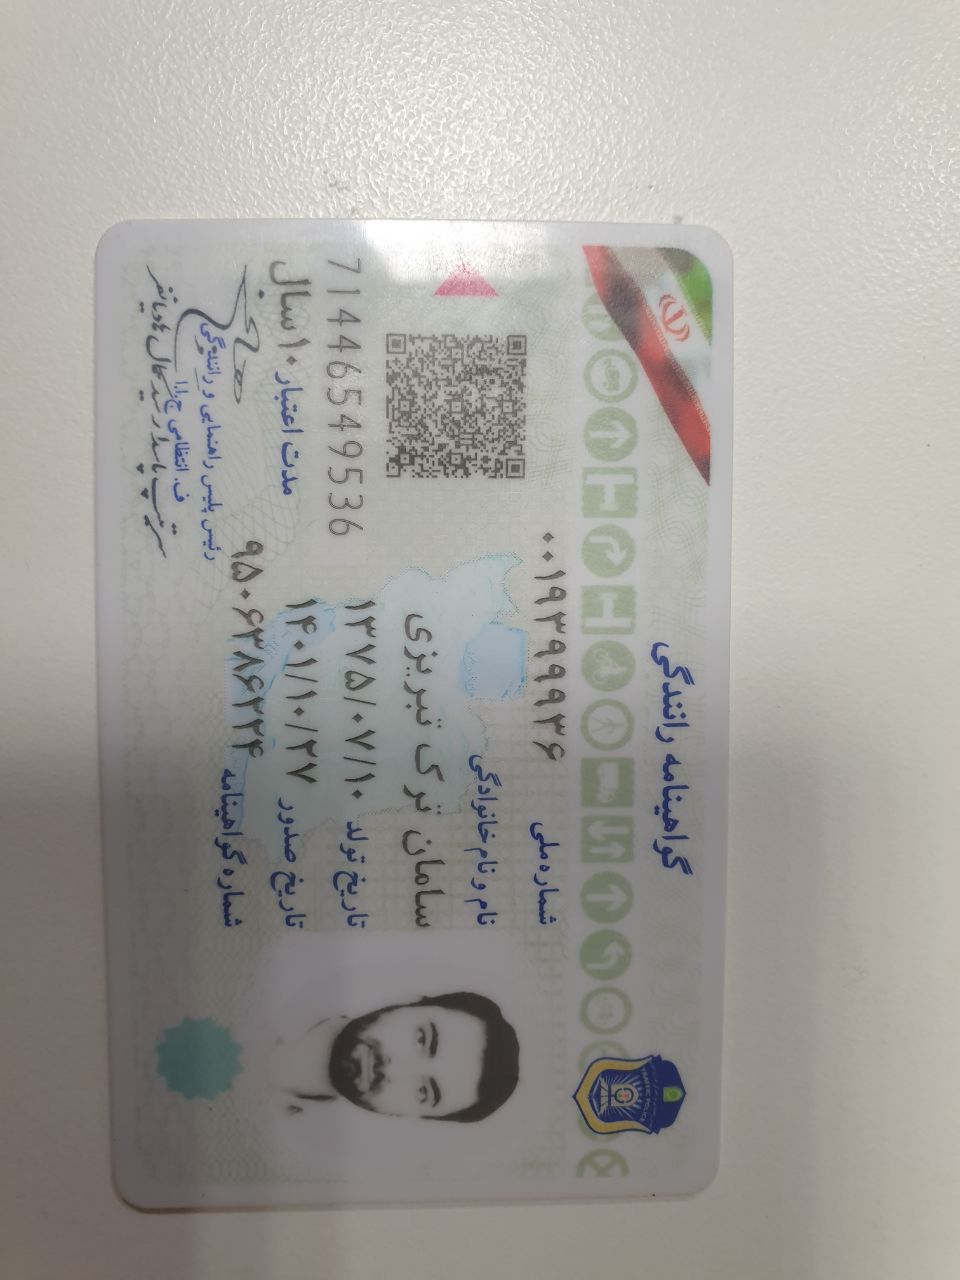 گواهینامه رانندگی
TRAFFIC POLICE
شماره ملی ۰۰۱۹۳۹۹۹۳۶
نام و نام خانوادگی
سامان ترک تبریزی
تاریخ تولد ۱۳۷۵/۰۷/۱۰
تاریخ صدور ۱۴۰۱/۱۰/۲۷
شماره گواهینامه ۹۵۰۶۳۸۶۲۲۴
71446549536
مدت اعتبار ۱۰ سال
رئیس پلیس راهنمایی و رانندگی
ف. انتظامی ج.ا.ا
سرتیپ پاسدار سید کمال هادیانفر